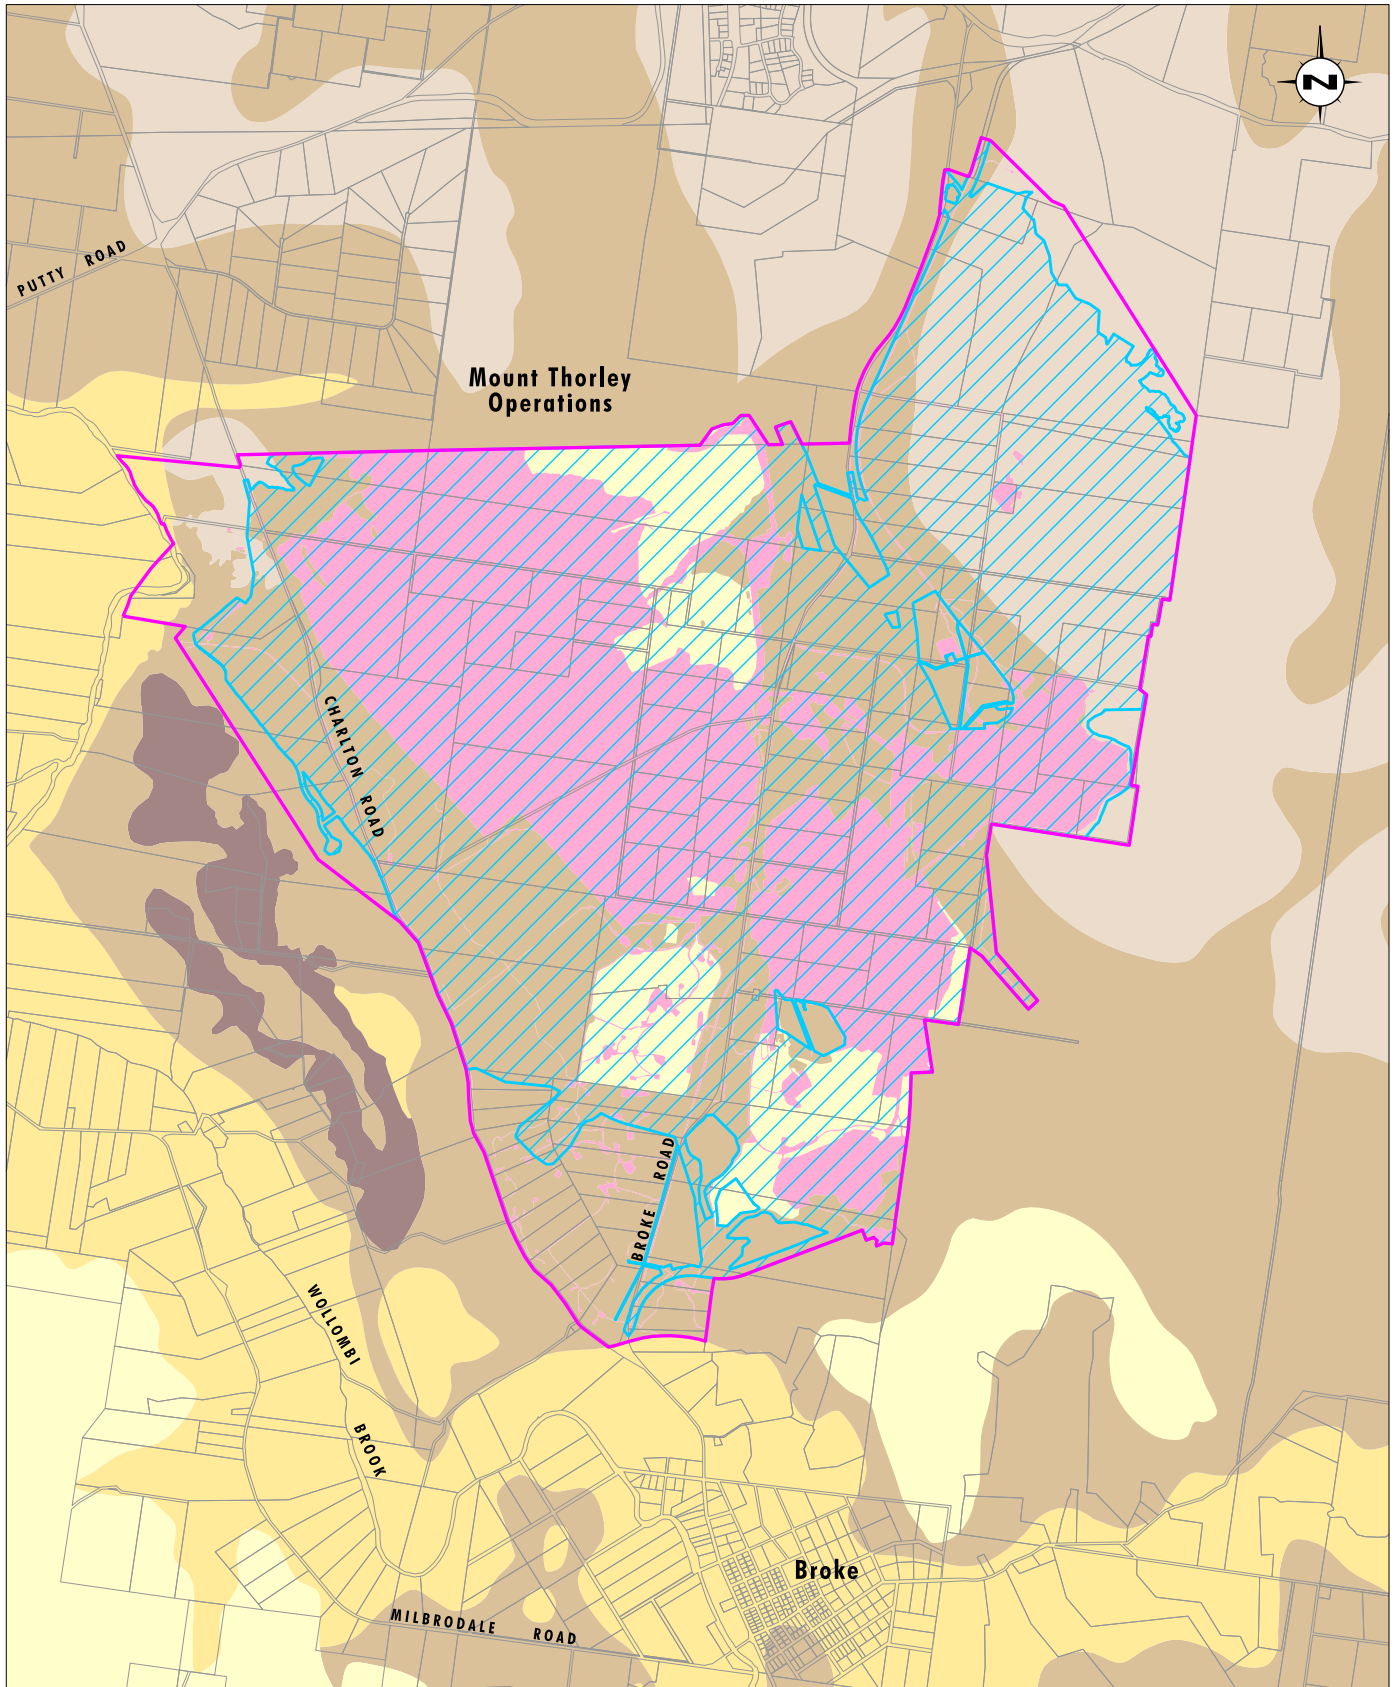 N
PUTTY ROAD
Mount Thorley
Operations
CHARLTON ROAD
BROKE ROAD
WOLLOMBI BROOK
Broke
MILBRODALE ROAD